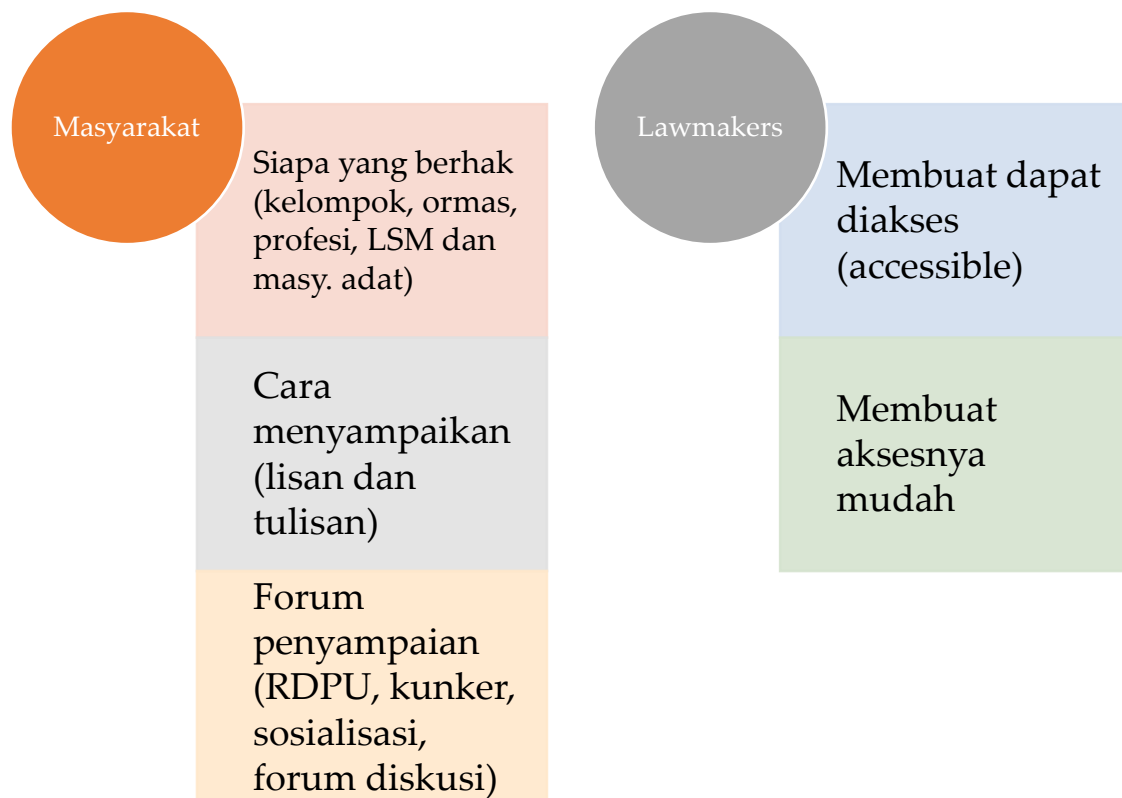 Masyarakat
Siapa yang berhak
(kelompok, ormas,
profesi, LSM dan
masy. adat)
Cara
menyampaikan
(lisan dan
tulisan)
Forum
penyampaian
(RDPU, kunker,
sosialisasi,
forum diskusi)
Lawmakers
Membuat dapat
diakses
(accessible)
Membuat
aksesnya
mudah